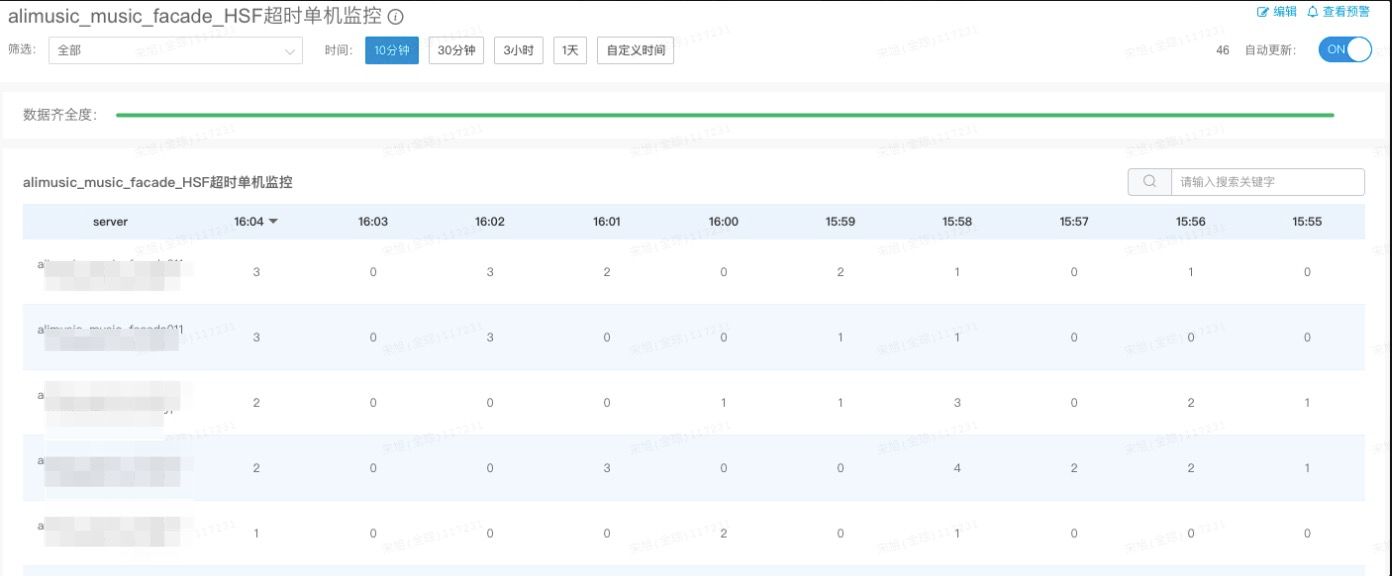 alimusic_music_facade_HSF超时单机监控
编辑 查看预警
筛选： 全部 时间： 10分钟 30分钟 3小时 1天 自定义时间 46 自动更新： ON
数据齐全度：
alimusic_music_facade_HSF超时单机监控 请输入搜索关键字
server 16:04 16:03 16:02 16:01 16:00 15:59 15:58 15:57 15:56 15:55
3 0 3 2 0 2 1 0 1 0
3 0 3 0 0 1 1 0 0 0
2 0 0 0 1 1 3 0 2 1
2 0 0 3 0 0 4 2 2 1
1 0 0 0 2 0 1 0 0 0